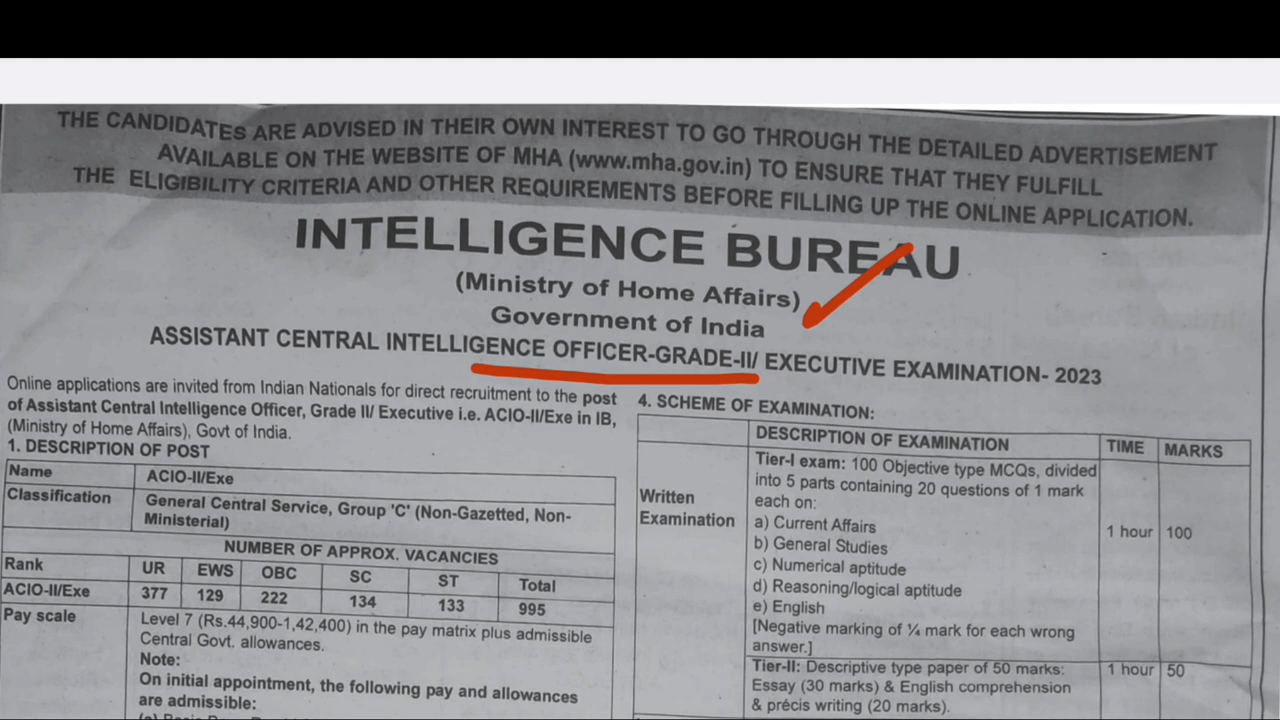 THE CANDIDATES ARE ADVISED IN THEIR OWN INTEREST TO GO THROUGH THE DETAILED ADVERTISEMENT
AVAILABLE ON THE WEBSITE OF MHA (www.mha.gov.in) TO ENSURE THAT THEY FULFILL
THE ELIGIBILITY CRITERIA AND OTHER REQUIREMENTS BEFORE FILLING UP THE ONLINE APPLICATION.
INTELLIGENCE BUREAU
(Ministry of Home Affairs)
Government of India
ASSISTANT CENTRAL INTELLIGENCE OFFICER-GRADE-II/ EXECUTIVE EXAMINATION- 2023
Online applications are invited from Indian Nationals for direct recruitment to the post
of Assistant Central Intelligence Officer, Grade II/ Executive i.e. ACIO-II/Exe in IB,
(Ministry of Home Affairs), Govt of India.
1. DESCRIPTION OF POST
Name ACIO-II/Exe
Classification General Central Service, Group 'C' (Non-Gazetted, Non-
Ministerial)
NUMBER OF APPROX. VACANCIES
Rank UR EWS OBC SC ST Total
ACIO-II/Exe 377 129 222 134 133 995
Pay scale Level 7 (Rs.44,900-1,42,400) in the pay matrix plus admissible
Central Govt. allowances.
Note:
On initial appointment, the following pay and allowances
are admissible:
4. SCHEME OF EXAMINATION:
DESCRIPTION OF EXAMINATION TIME MARKS
Written
Examination
Tier-I exam: 100 Objective type MCQs, divided
into 5 parts containing 20 questions of 1 mark
each on:
a) Current Affairs
b) General Studies
c) Numerical aptitude
d) Reasoning/logical aptitude
e) English
[Negative marking of ¼ mark for each wrong
answer.]
1 hour 100
Tier-II: Descriptive type paper of 50 marks:
Essay (30 marks) & English comprehension
& précis writing (20 marks).
1 hour 50